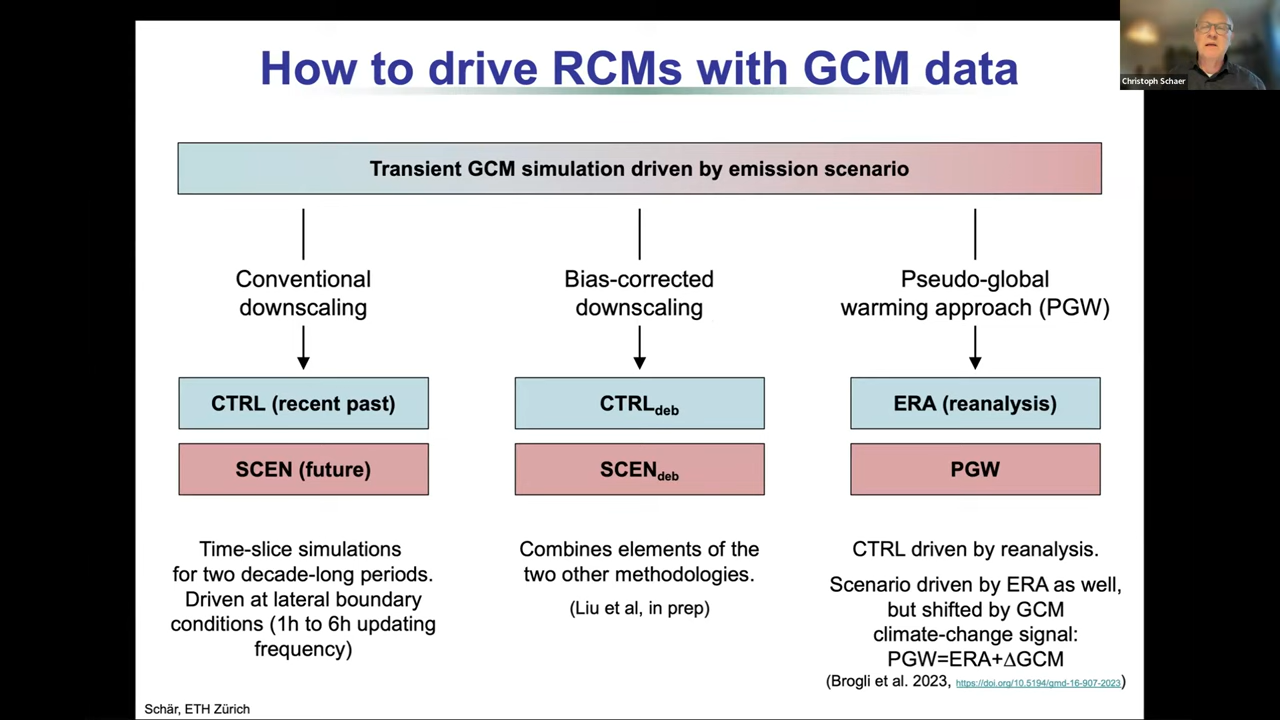 How to drive RCMs with GCM data
Christoph Schaer
Transient GCM simulation driven by emission scenario
Conventional
downscaling
CTRL (recent past)
SCEN (future)
Time-slice simulations
for two decade-long periods.
Driven at lateral boundary
conditions (1h to 6h updating
frequency)
Bias-corrected
downscaling
CTRLdeb
SCENdeb
Combines elements of the
two other methodologies.
(Liu et al, in prep)
Pseudo-global
warming approach (PGW)
ERA (reanalysis)
PGW
CTRL driven by reanalysis.
Scenario driven by ERA as well,
but shifted by GCM
climate-change signal:
PGW=ERA+∆GCM
(Brogli et al. 2023, https://doi.org/10.5194/gmd-16-907-2023)
Schär, ETH Zürich